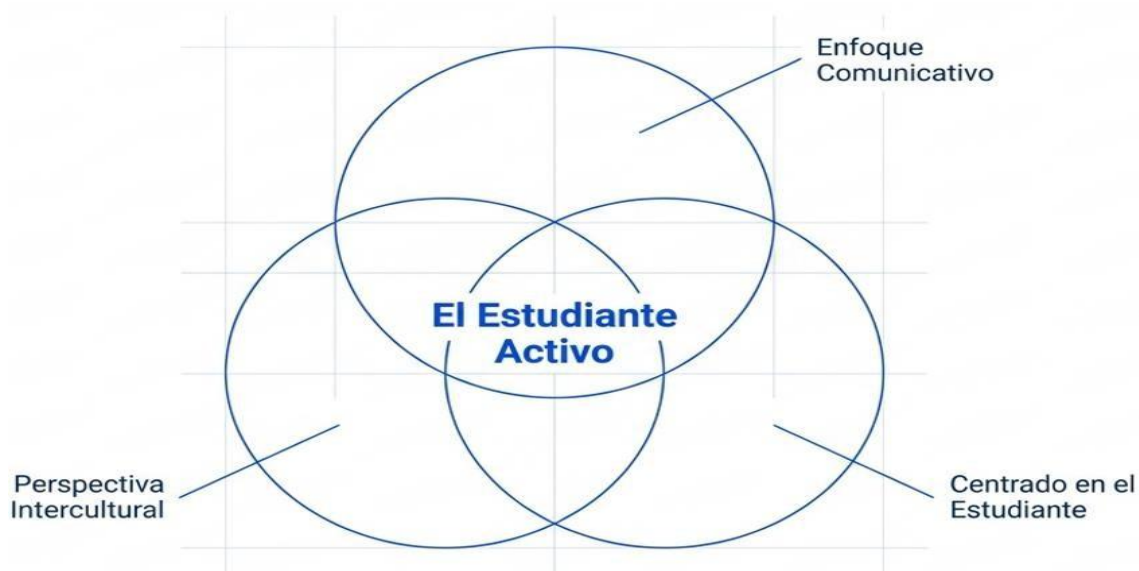 Enfoque
Comunicativo
El Estudiante
Activo
Perspectiva
Intercultural
Centrado en el
Estudiante